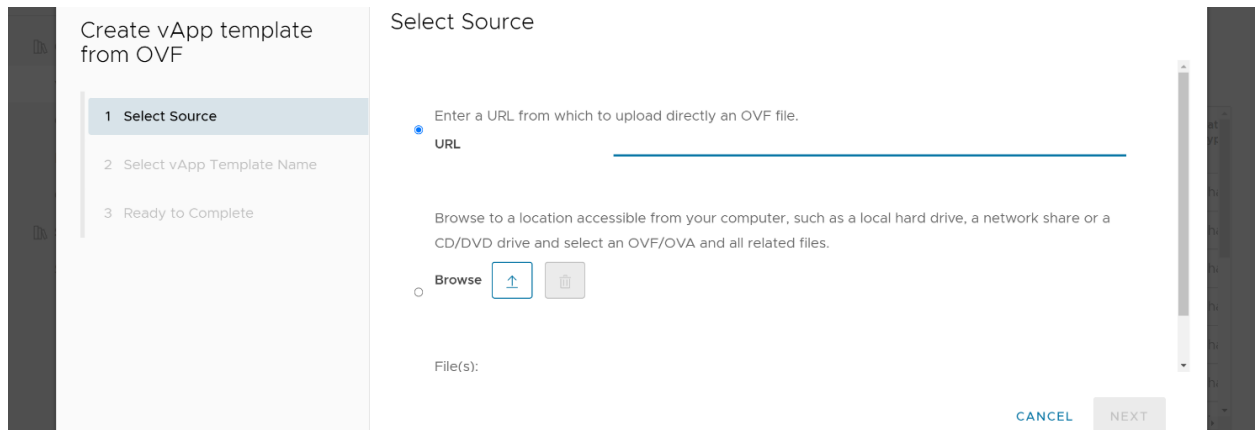 Create vApp template
from OVF
1 Select Source
2 Select vApp Template Name
3 Ready to Complete
Select Source
Enter a URL from which to upload directly an OVF file.
URL
Browse to a location accessible from your computer, such as a local hard drive, a network share or a
CD/DVD drive and select an OVF/OVA and all related files.
Browse
File(s):
CANCEL
NEXT